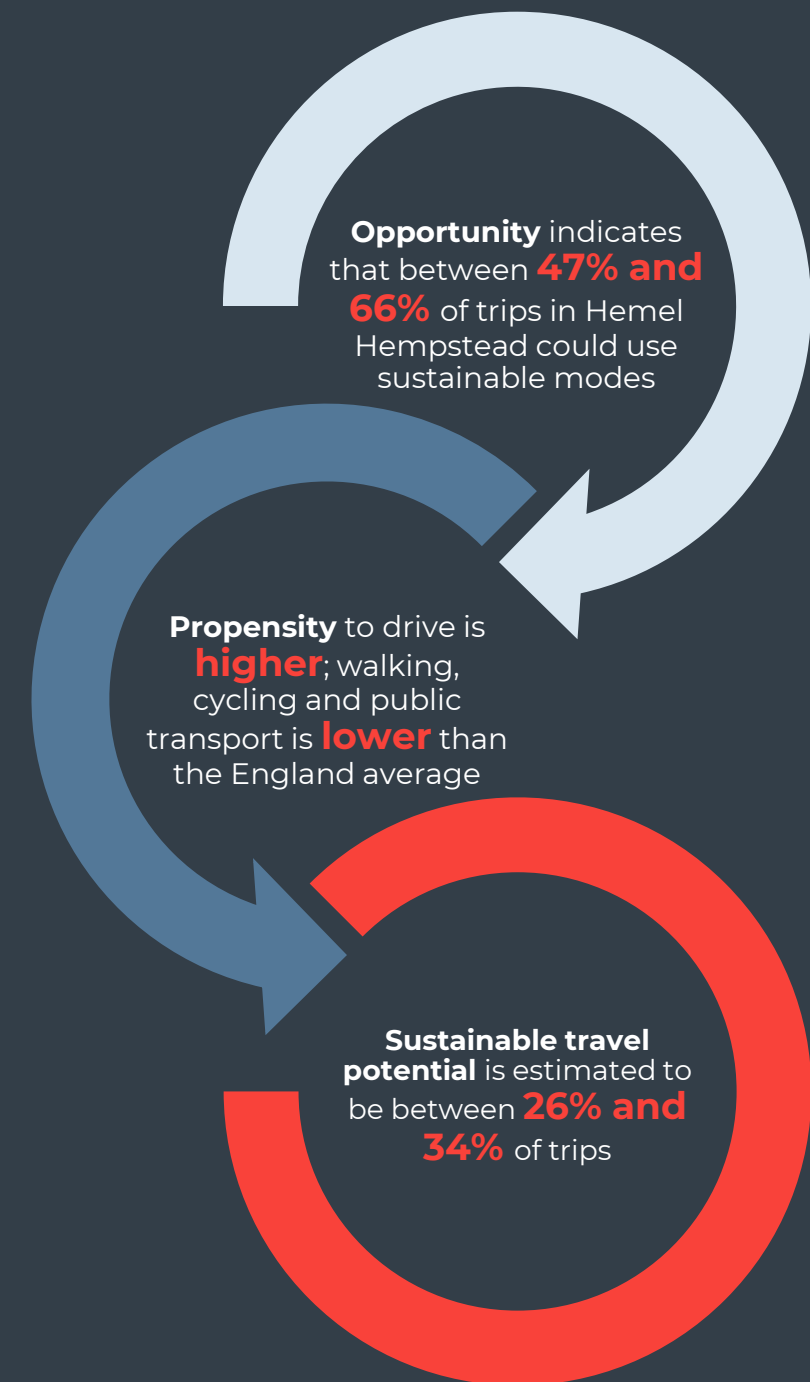 Opportunity indicates
that between 47% and
66% of trips in Hemel
Hempstead could use
sustainable modes
Propensity to drive is
higher; walking,
cycling and public
transport is lower than
the England average
Sustainable travel
potential is estimated to
be between 26% and
34% of trips